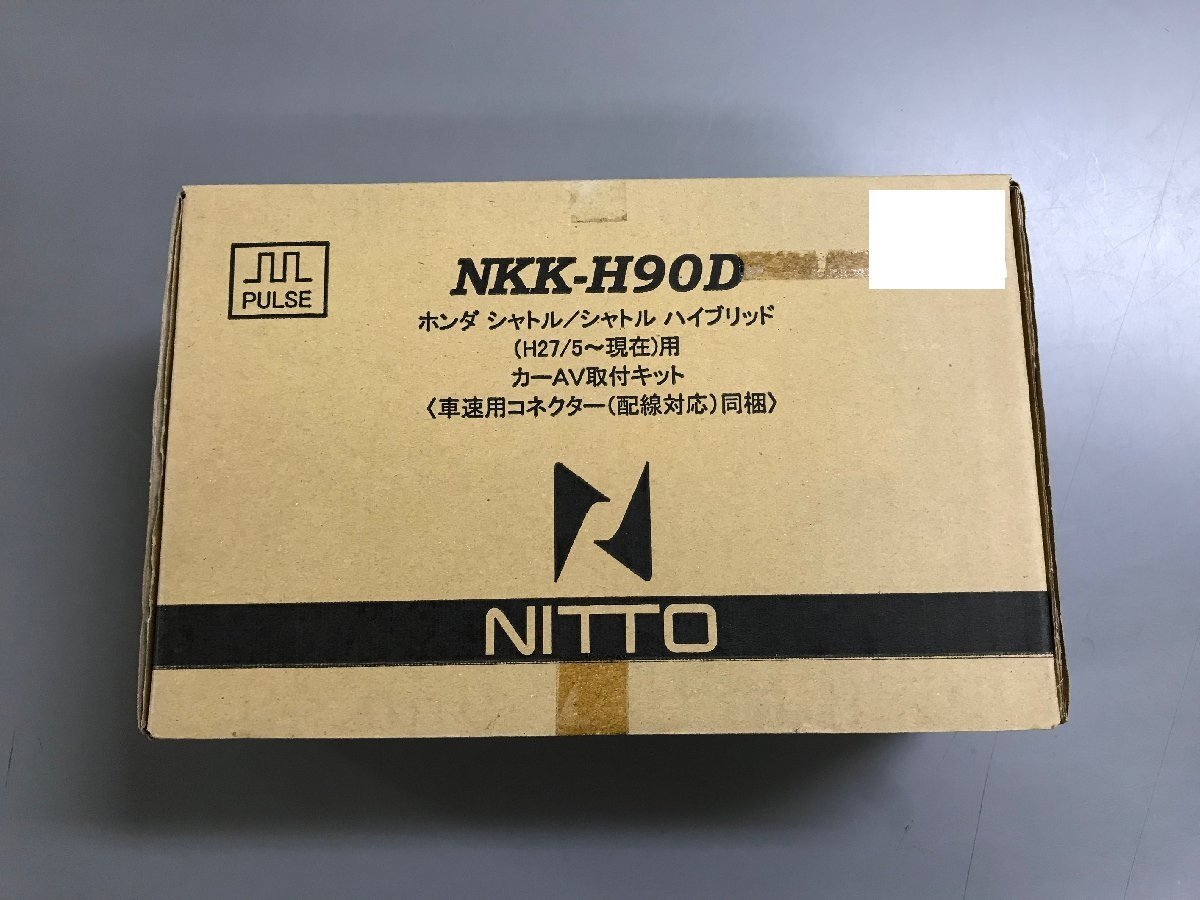 PULSE
NKK-H90D
ホンダ シャトル/シャトル ハイブリッド
(H27/5～現在)用
カーAV取付キット
〈車速用コネクター(配線対応)同梱〉
NITTO